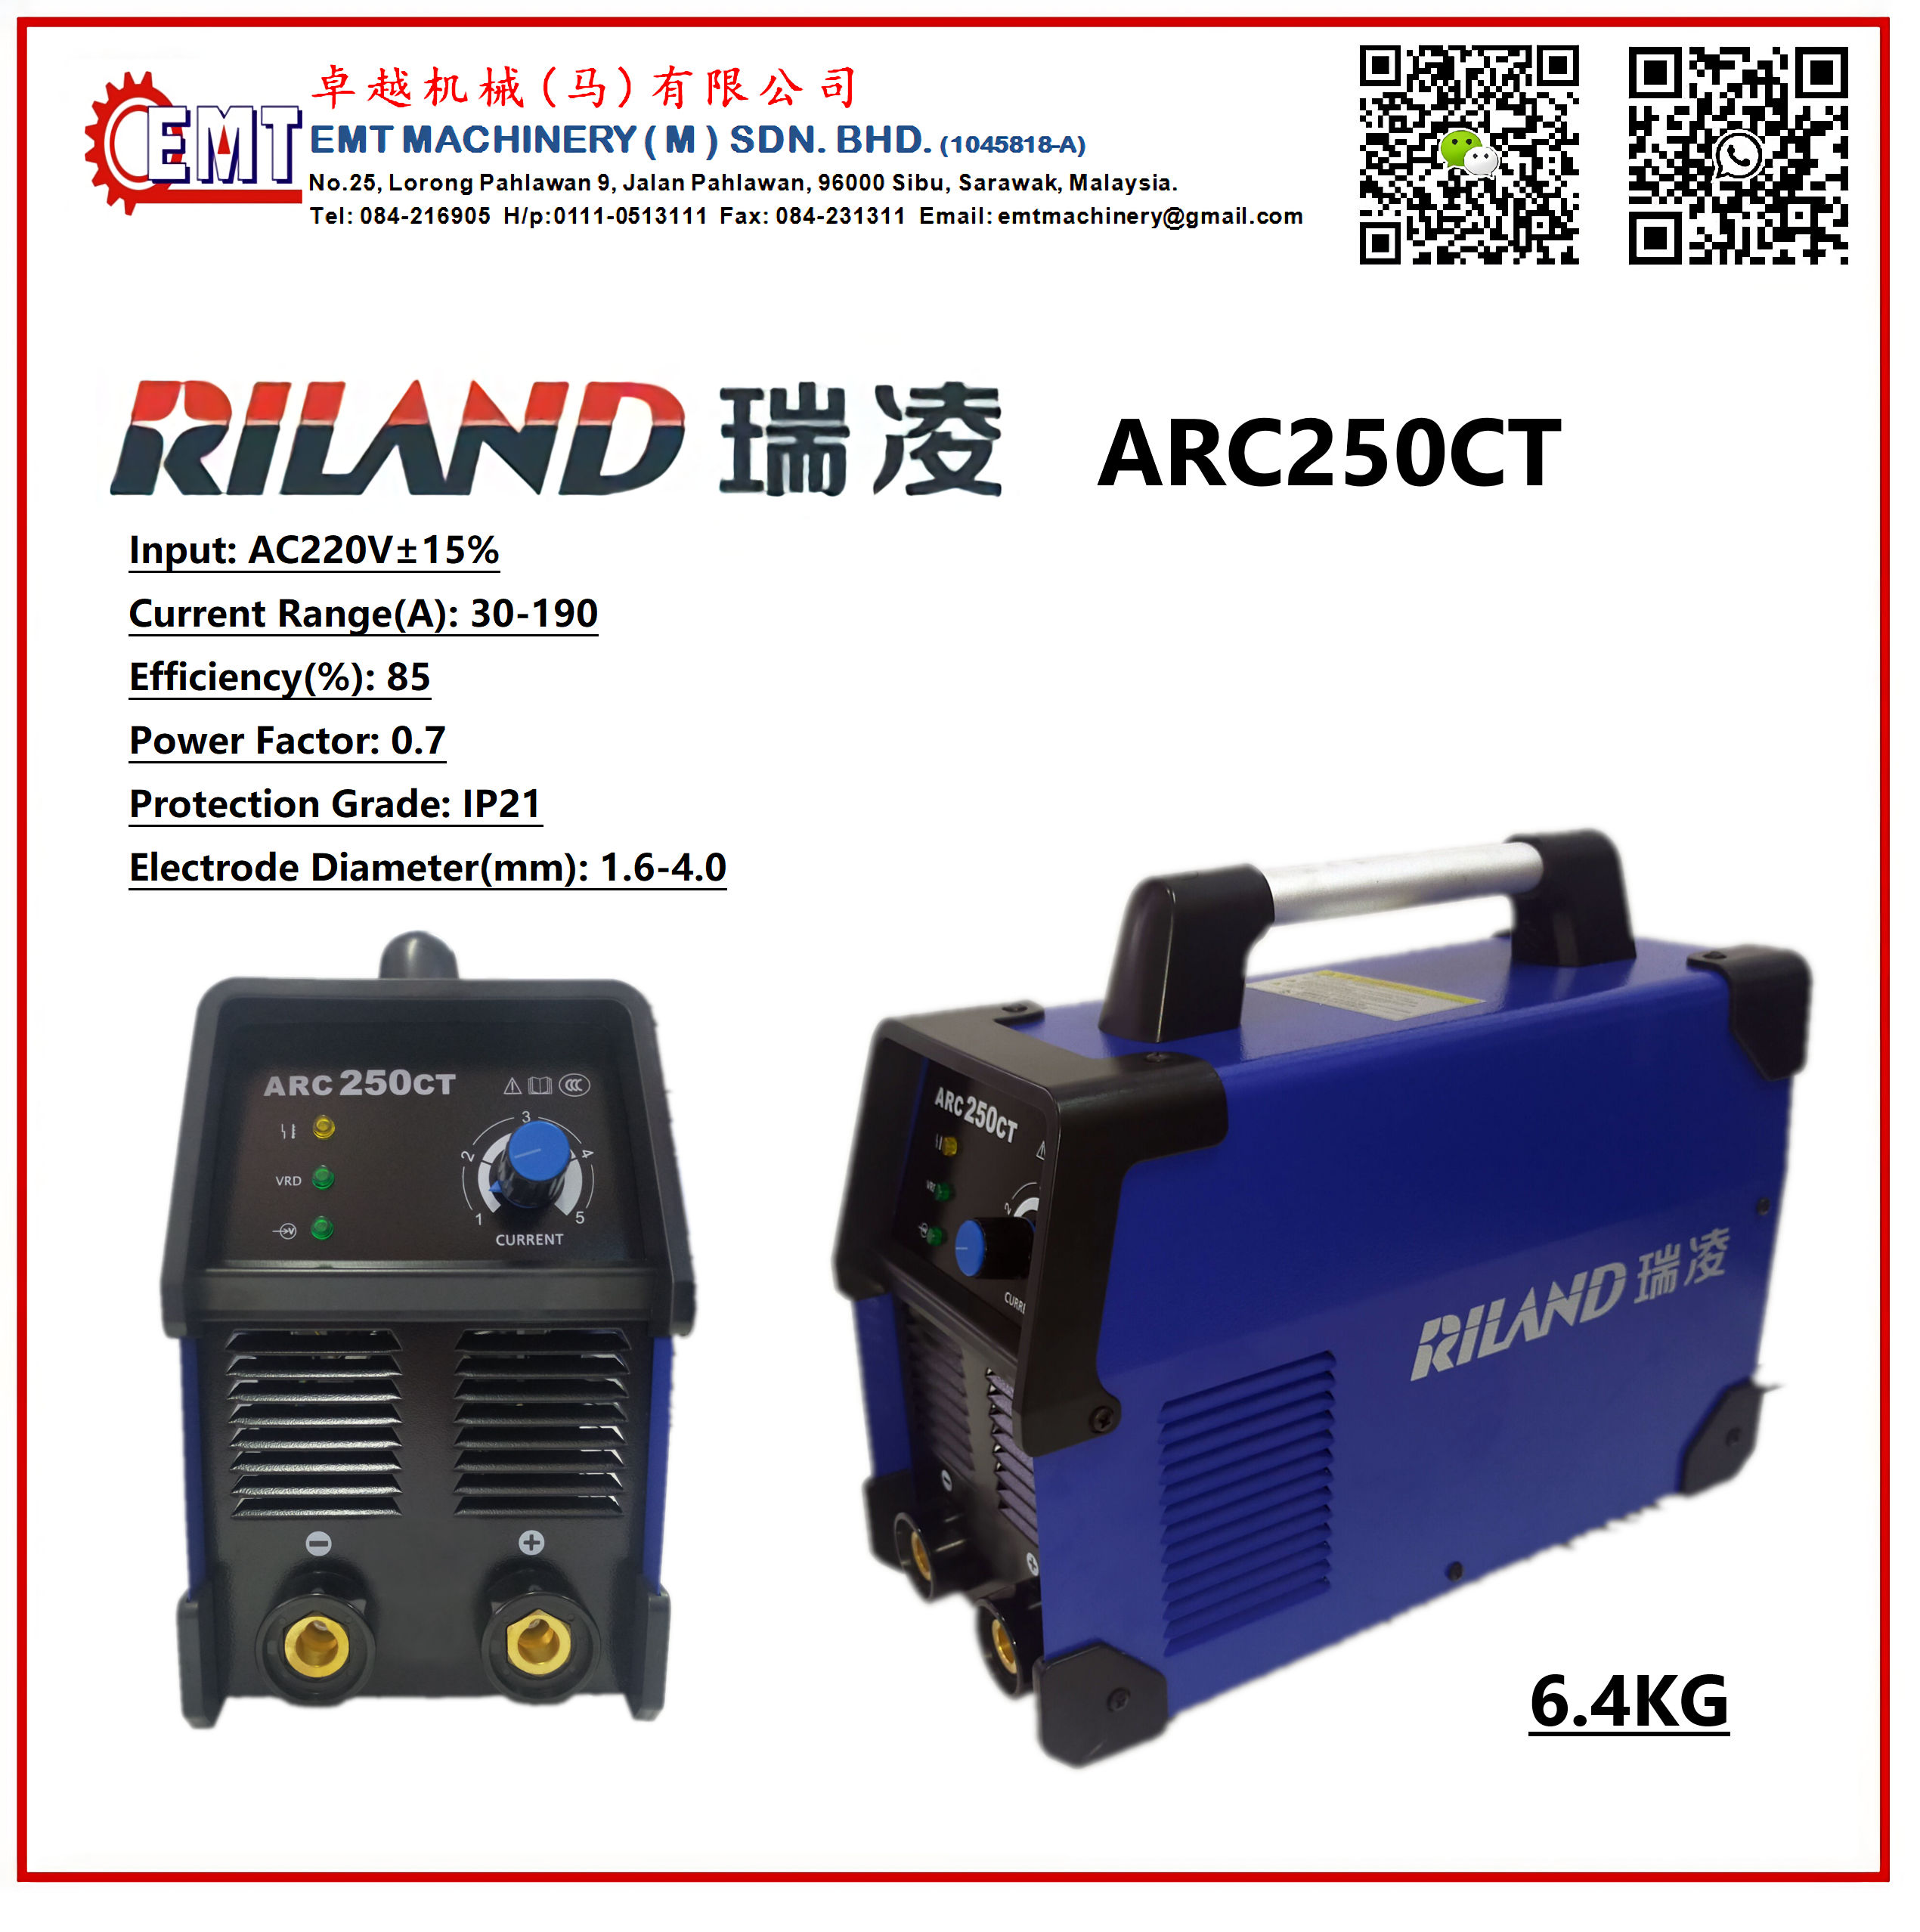 EMT
卓越机械(马)有限公司
EMT MACHINERY ( M ) SDN. BHD. (1045818-A)
No.25, Lorong Pahlawan 9, Jalan Pahlawan, 96000 Sibu, Sarawak, Malaysia.
Tel: 084-216905 H/p:0111-0513111 Fax: 084-231311 Email: emtmachinery@gmail.com
RILAND 瑞凌 ARC250CT
Input: AC220V±15%
Current Range(A): 30-190
Efficiency(%): 85
Power Factor: 0.7
Protection Grade: IP21
Electrode Diameter(mm): 1.6-4.0
ARC 250CT
CCC
VRD
V
1 2 3 4 5
CURRENT
ARC 250CT
VRD
2
CURRE
RILAND 瑞凌
6.4KG